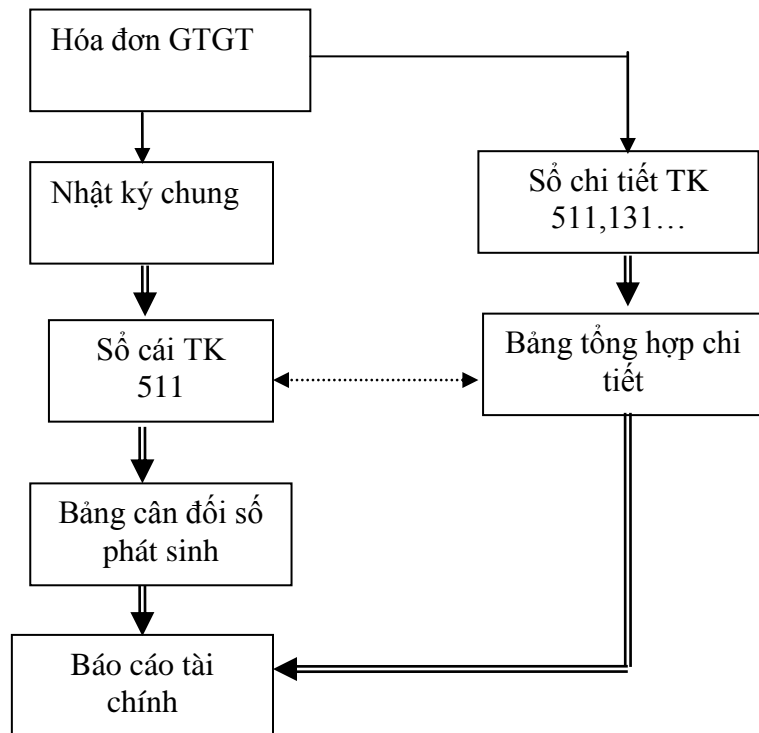 Hóa đơn GTGT
Nhật ký chung
Sổ chi tiết TK
511,131…
Sổ cái TK
511
Bảng tổng hợp chi
tiết
Bảng cân đối số
phát sinh
Báo cáo tài
chính